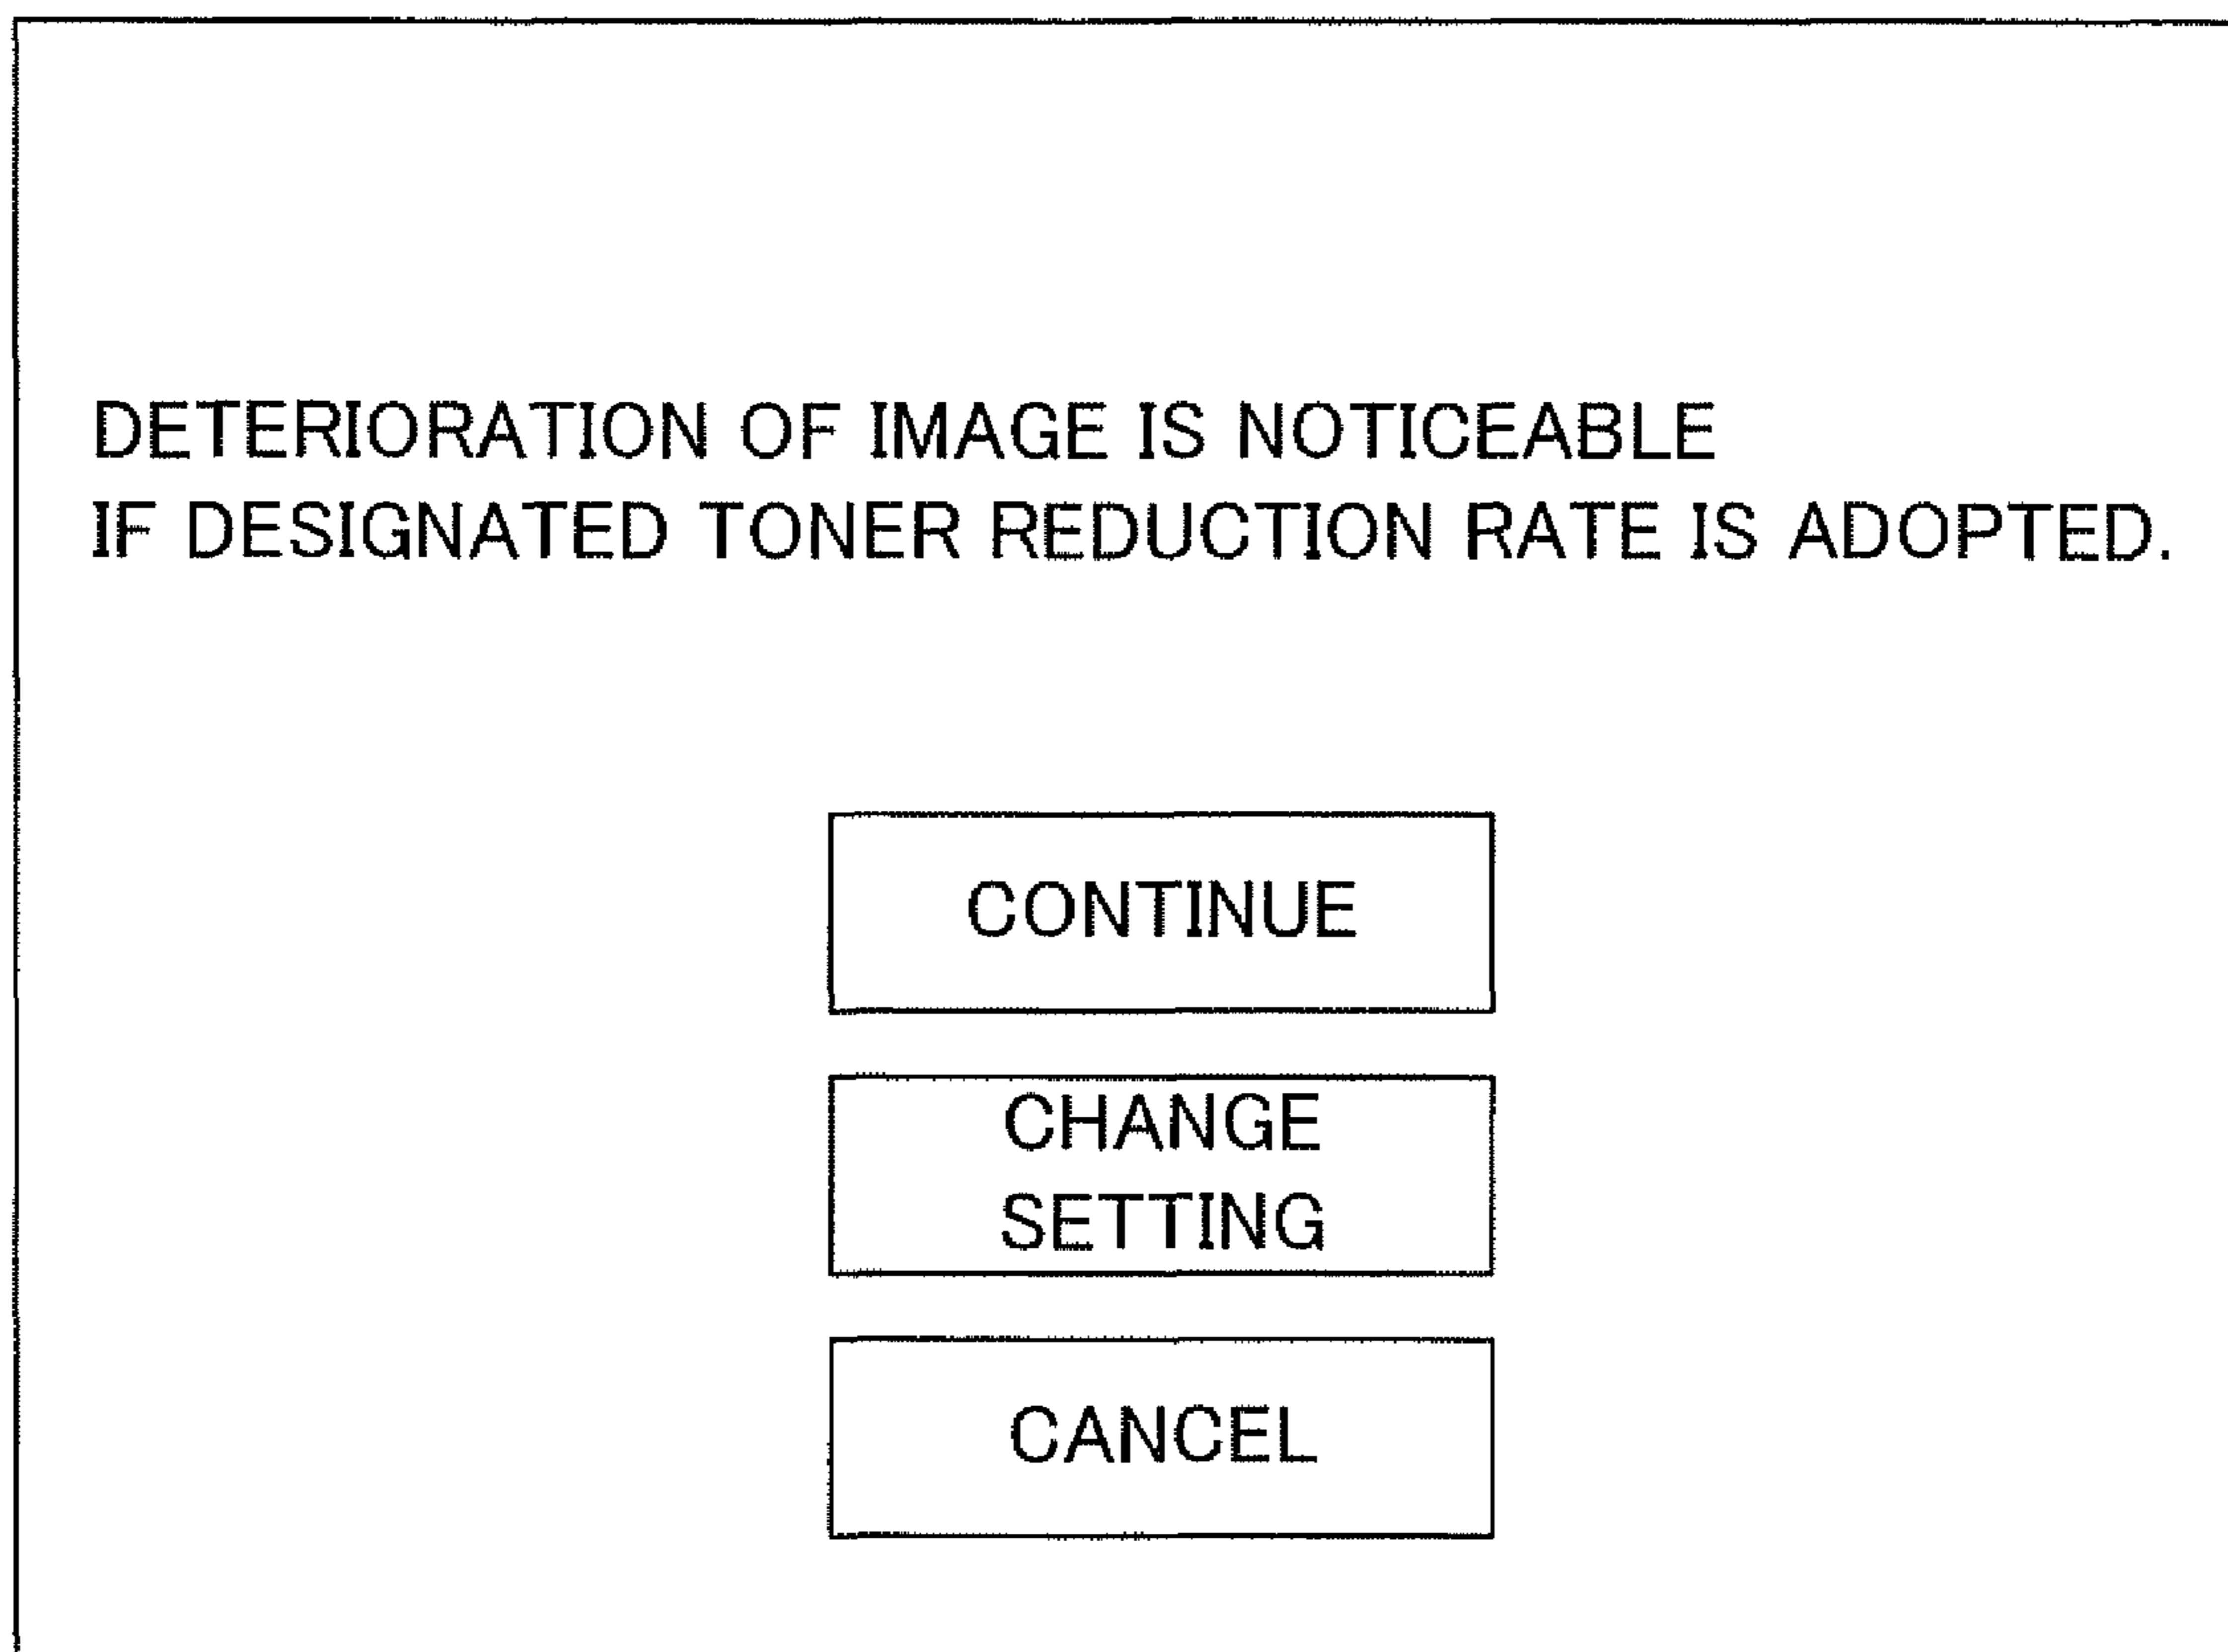 DETERIORATION OF IMAGE IS NOTICEABLE
IF DESIGNATED TONER REDUCTION RATE IS ADOPTED.
CONTINUE
CHANGE
SETTING
CANCEL